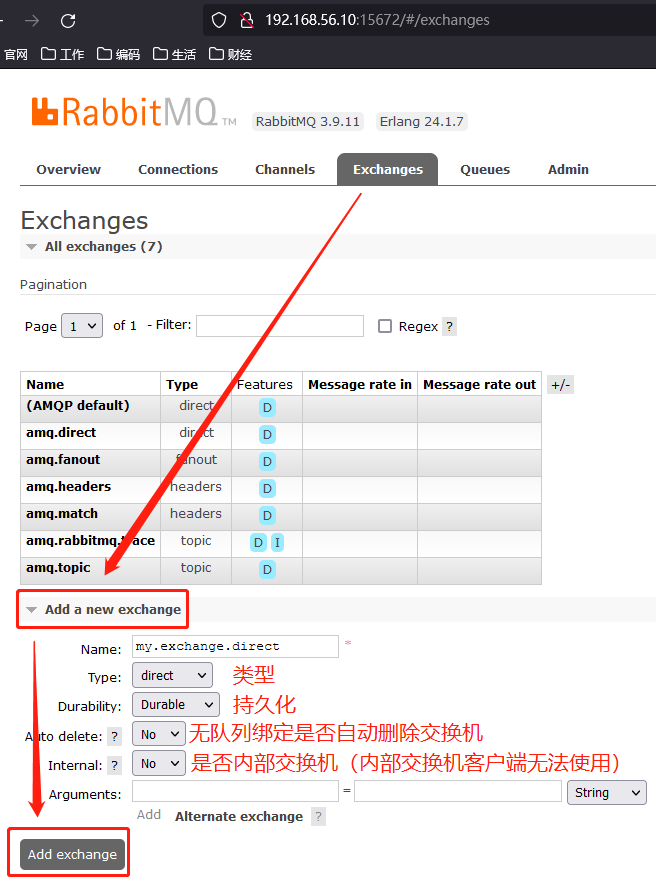 192.168.56.10:15672/#/exchanges
官网 工作 编码 生活 财经
RabbitMQ TM RabbitMQ 3.9.11 Erlang 24.1.7
Overview Connections Channels Exchanges Queues Admin
Exchanges
All exchanges (7)
Pagination
Page 1 of 1 - Filter: Regex ?
Name Type Features Message rate in Message rate out +/-
(AMQP default) direct D
amq.direct direct D
amq.fanout fanout D
amq.headers headers D
amq.match headers D
amq.rabbitmq.trace topic D I
amq.topic topic D
Add a new exchange
Name: my.exchange.direct *
Type: direct 类型
Durability: Durable 持久化
Auto delete: ? No 无队列绑定是否自动删除交换机
Internal: ? No 是否内部交换机（内部交换机客户端无法使用）
Arguments: = String
Add Alternate exchange ?
Add exchange